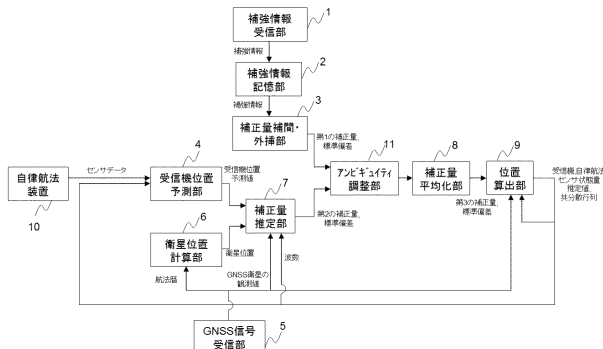 補強情報
受信部
1
補強情報
補強情報
記憶部
2
補強情報
補正量補間・
外挿部
3
第1の補正量,
標準偏差
自律航法
装置
10
センサデータ
受信機位置
予測部
4
受信機位置
予測値
衛星位置
計算部
6
衛星位置
補正量
推定部
7
第2の補正量,
標準偏差
アンビギュイティ
調整部
11
補正量
平均化部
8
第3の補正量,
標準偏差
位置
算出部
9
受信機,自律航法
センサ状態量
推定値,
共分散行列
航法暦
GNSS衛星の
観測値
波数
GNSS信号
受信部
5